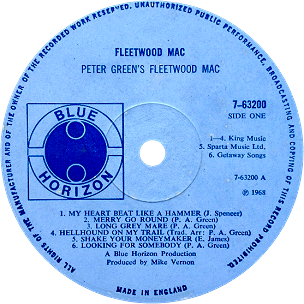 ALL RIGHTS OF THE MANUFACTURER AND OF THE OWNER OF THE RECORDED WORK RESERVED. UNAUTHORIZED PUBLIC PERFORMANCE, BROADCASTING AND COPYING OF THIS RECORD PROHIBITED.
FLEETWOOD MAC
PETER GREEN'S FLEETWOOD MAC
7-63200
SIDE ONE
1—4. King Music
5. Sparta Music Ltd.
6. Getaway Songs
BLUE
HORIZON
7-63200 A
℗ 1968
1. MY HEART BEAT LIKE A HAMMER (J. Spencer)
2. MERRY GO ROUND (P. A. Green)
3. LONG GREY MARE (P. A. Green)
4. HELLHOUND ON MY TRAIL (Trad. Arr: P. A. Green)
5. SHAKE YOUR MONEYMAKER (E. James)
6. LOOKING FOR SOMEBODY (P. A. Green)
A Blue Horizon Production
Produced by Mike Vernon
MADE IN ENGLAND